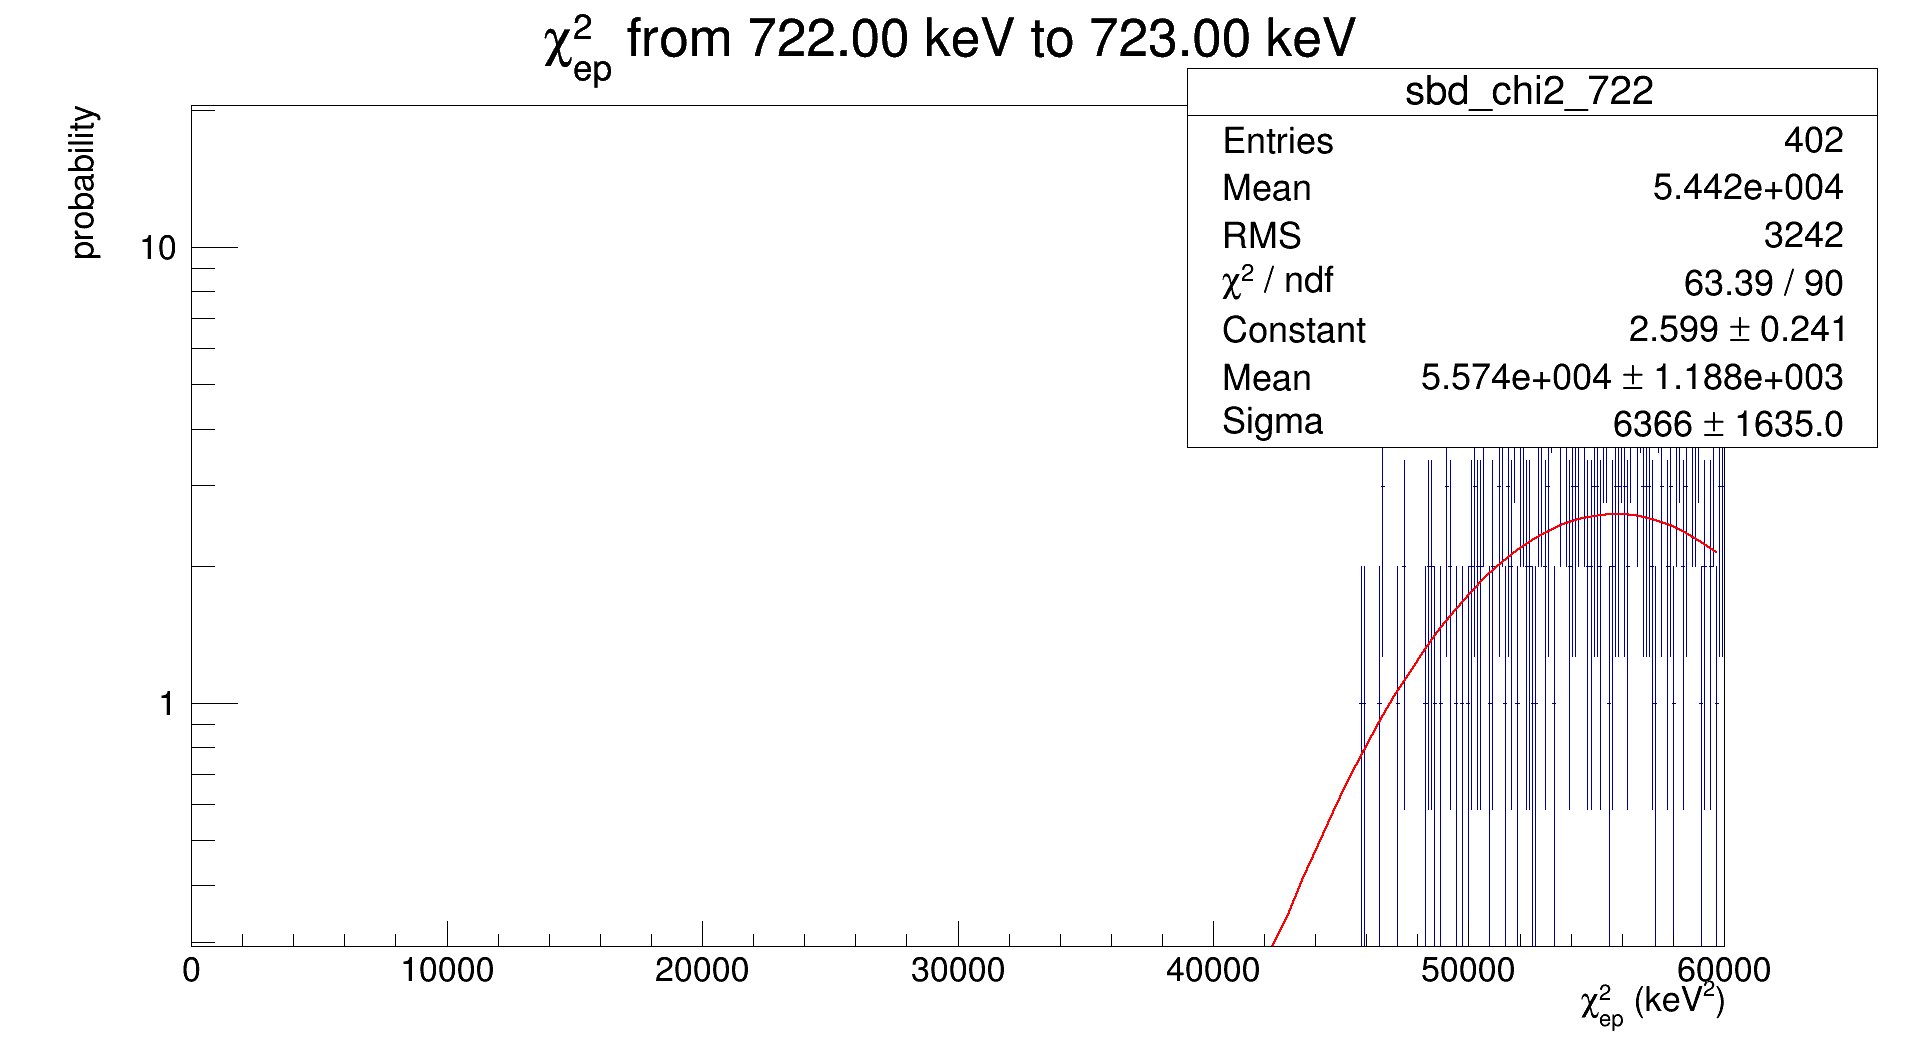 χ²ep from 722.00 keV to 723.00 keV
sbd_chi2_722
Entries 402
Mean 5.442e+004
RMS 3242
χ² / ndf 63.39 / 90
Constant 2.599 ± 0.241
Mean 5.574e+004 ± 1.188e+003
Sigma 6366 ± 1635.0
probability
10
1
0 10000 20000 30000 40000 50000 60000
χ²ep (keV²)